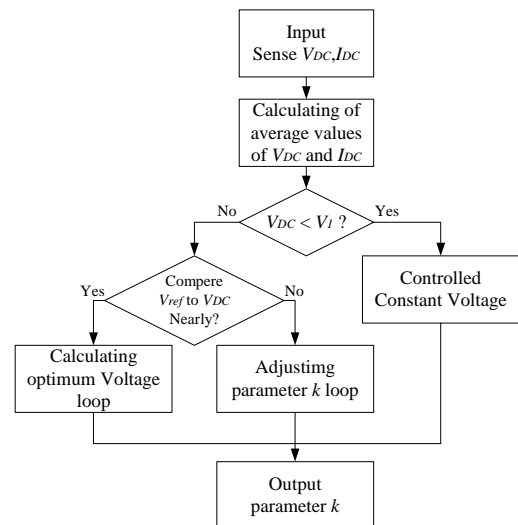 Input
Sense VDC,IDC
Calculating of
average values
of VDC and IDC
No
VDC < V1 ?
Yes
Yes
Compere
Vref to VDC
Nearly?
No
Controlled
Constant Voltage
Calculating
optimum Voltage
loop
Adjustimg
parameter k loop
Output
parameter k